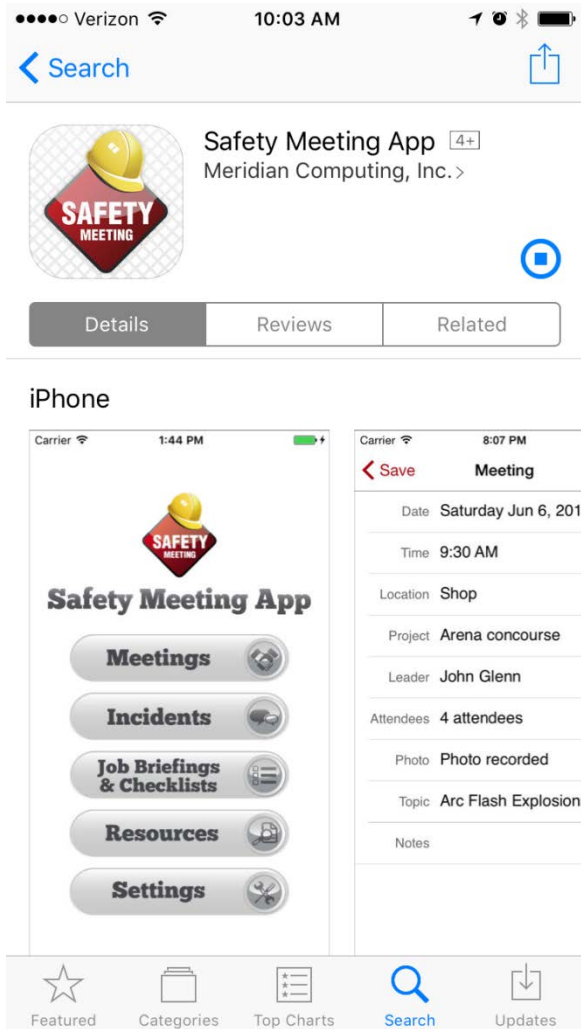 Verizon 10:03 AM
Search
Safety Meeting App 4+
Meridian Computing, Inc. >
SAFETY
MEETING
Details Reviews Related
iPhone
Carrier 1:44 PM
SAFETY
MEETING
Safety Meeting App
Meetings
Incidents
Job Briefings
& Checklists
Resources
Settings
Carrier 8:07 PM
Save Meeting
Date Saturday Jun 6, 201
Time 9:30 AM
Location Shop
Project Arena concourse
Leader John Glenn
Attendees 4 attendees
Photo Photo recorded
Topic Arc Flash Explosion
Notes
Featured Categories Top Charts Search Updates